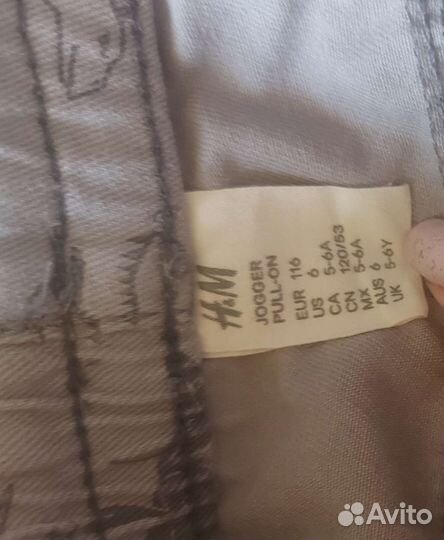 H&M
JOGGER
PULL-ON
EUR 116
US 6
CA 5-6A
CN 120/53
MX 5-6A
AUS 6
UK 5-6Y
Avito